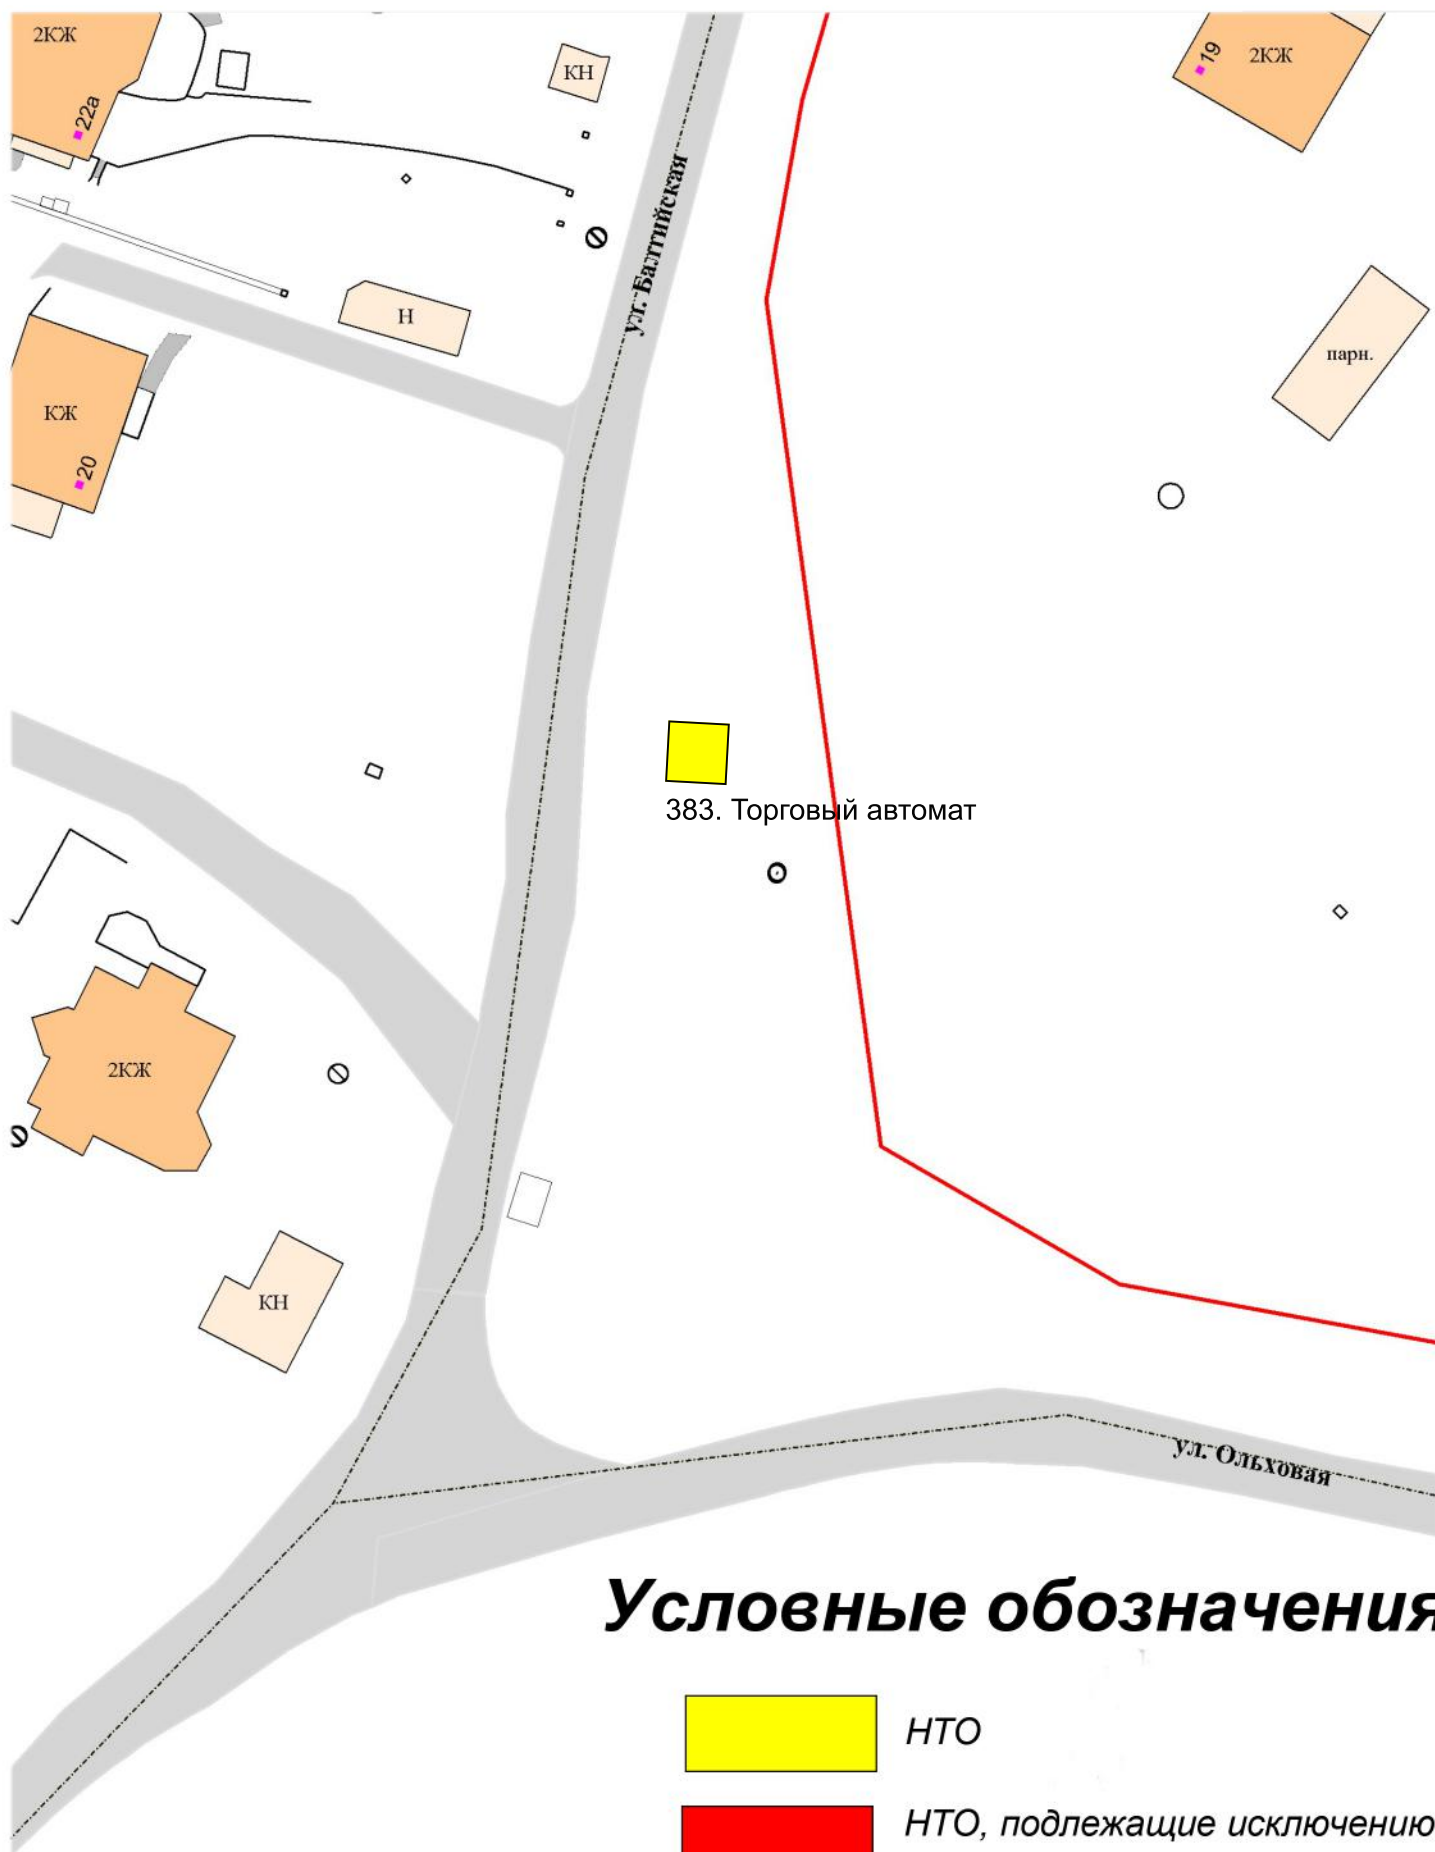 2КЖ
22а
КН
19
2КЖ
ул. Балтийская
Н
парн.
КЖ
20
383. Торговый автомат
2КЖ
КН
ул. Ольховая
Условные обозначения
НТО
НТО, подлежащие исключению